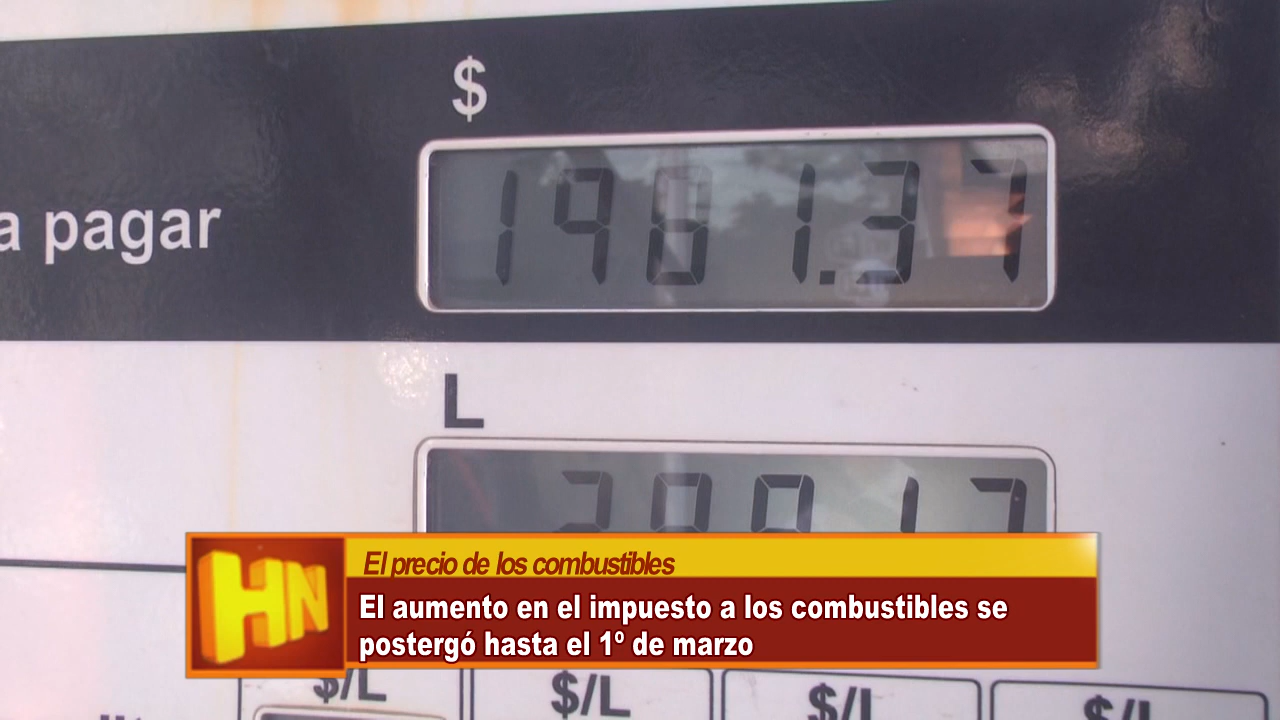 $
a pagar
1961.37
L
El precio de los combustibles
HN
El aumento en el impuesto a los combustibles se
postergó hasta el 1º de marzo
$/L
$/L
$/L
$/L